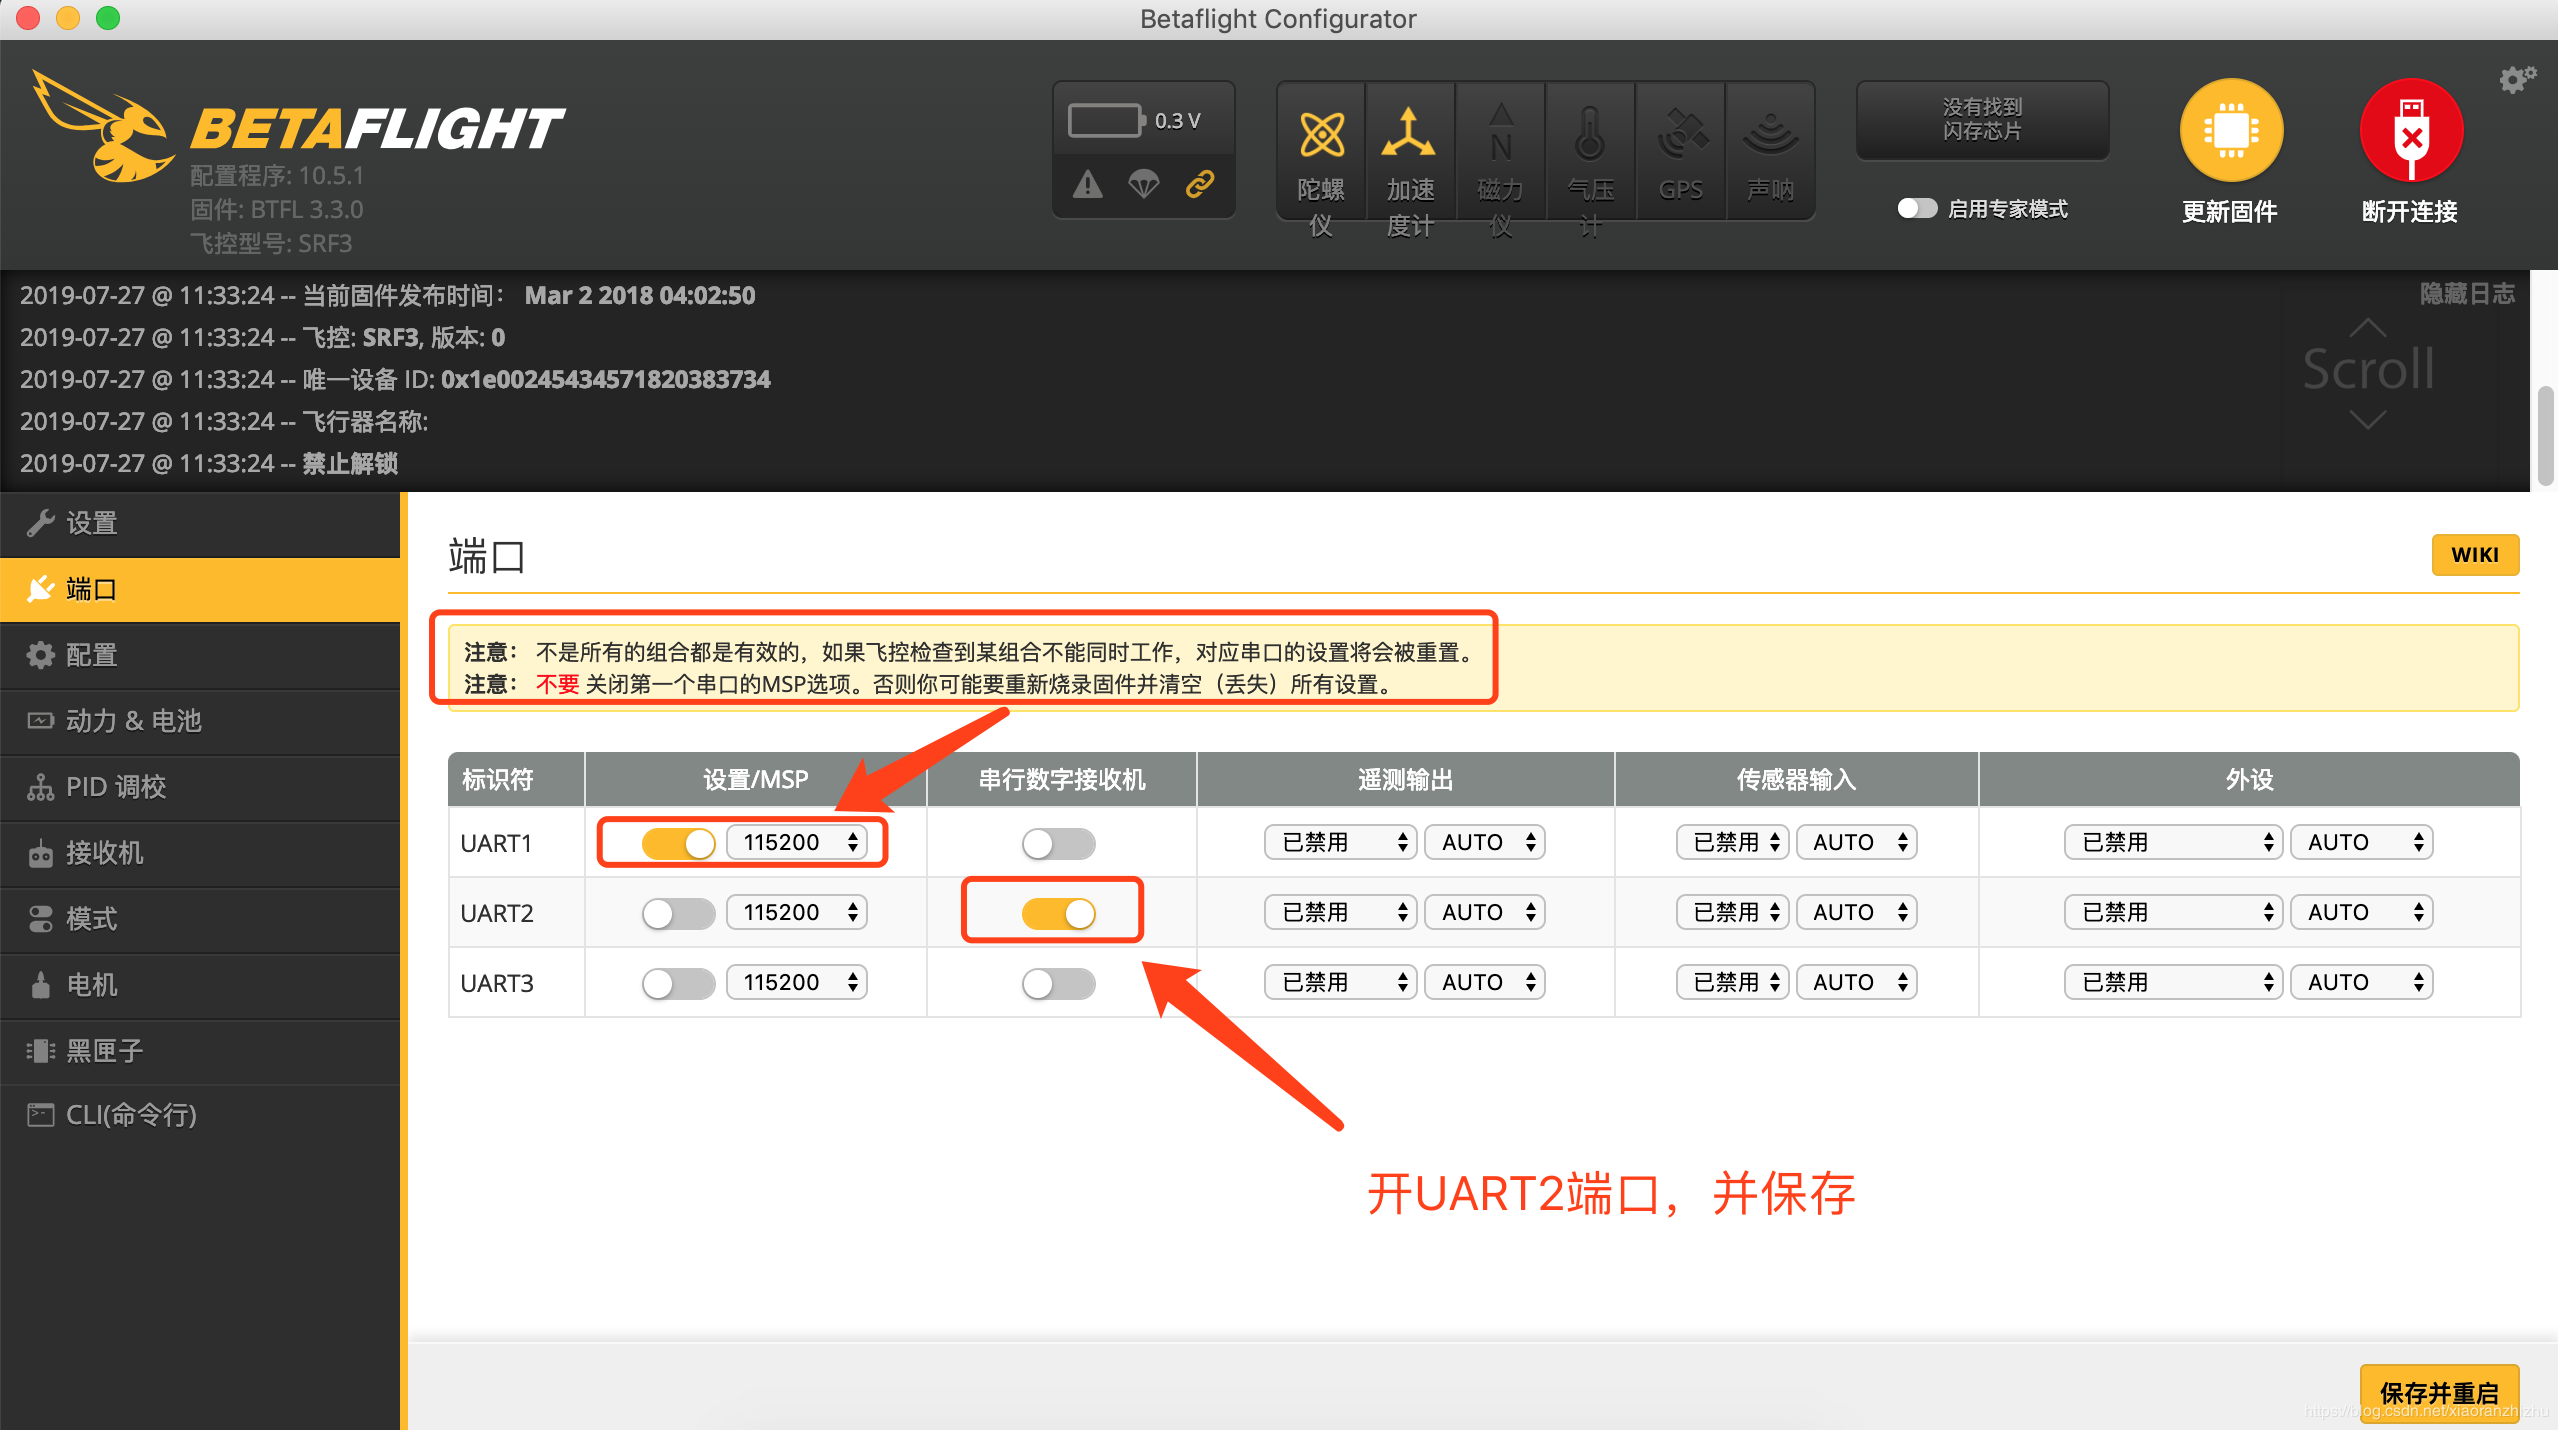 Betaflight Configurator
BETAFLIGHT
配置程序: 10.5.1
固件: BTFL 3.3.0
飞控型号: SRF3
0.3 V
陀螺仪
加速度计
N
磁力仪
气压计
GPS
声呐
没有找到
闪存芯片
启用专家模式
更新固件
断开连接
2019-07-27 @ 11:33:24 -- 当前固件发布时间： Mar 2 2018 04:02:50
2019-07-27 @ 11:33:24 -- 飞控: SRF3, 版本: 0
2019-07-27 @ 11:33:24 -- 唯一设备 ID: 0x1e00245434571820383734
2019-07-27 @ 11:33:24 -- 飞行器名称:
2019-07-27 @ 11:33:24 -- 禁止解锁
隐藏日志
Scroll
设置
端口
配置
动力 & 电池
PID 调校
接收机
模式
电机
黑匣子
CLI(命令行)
端口
WIKI
注意： 不是所有的组合都是有效的，如果飞控检查到某组合不能同时工作，对应串口的设置将会被重置。
注意： 不要 关闭第一个串口的MSP选项。否则你可能要重新烧录固件并清空（丢失）所有设置。
标识符 设置/MSP 串行数字接收机 遥测输出 传感器输入 外设
UART1 115200 已禁用 AUTO 已禁用 AUTO 已禁用 AUTO
UART2 115200 已禁用 AUTO 已禁用 AUTO 已禁用 AUTO
UART3 115200 已禁用 AUTO 已禁用 AUTO 已禁用 AUTO
开UART2端口，并保存
保存并重启
https://blog.csdn.net/xiaoranzhizhu